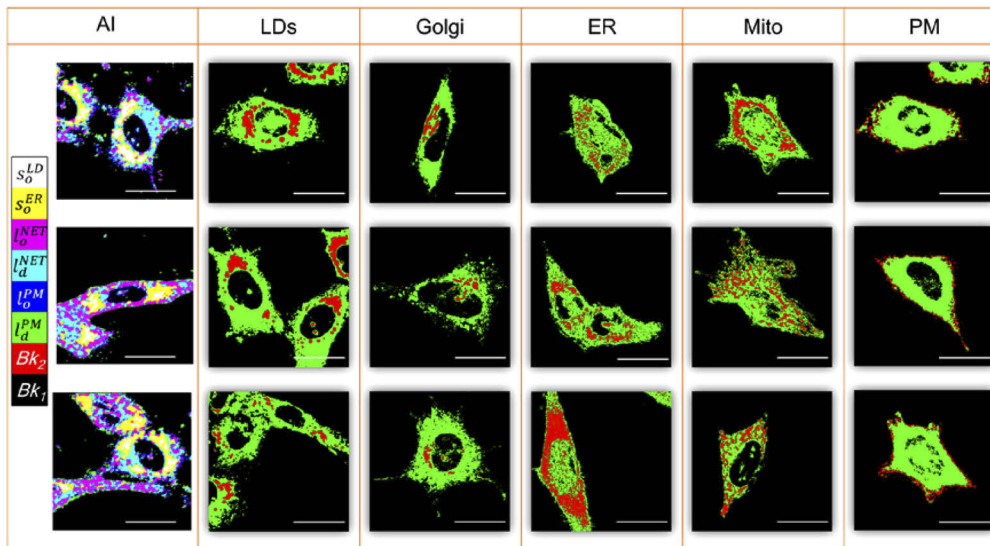 AI LDs Golgi ER Mito PM
s_o^LD
s_o^ER
l_o^NET
l_d^NET
l_o^PM
l_d^PM
Bk_2
Bk_1